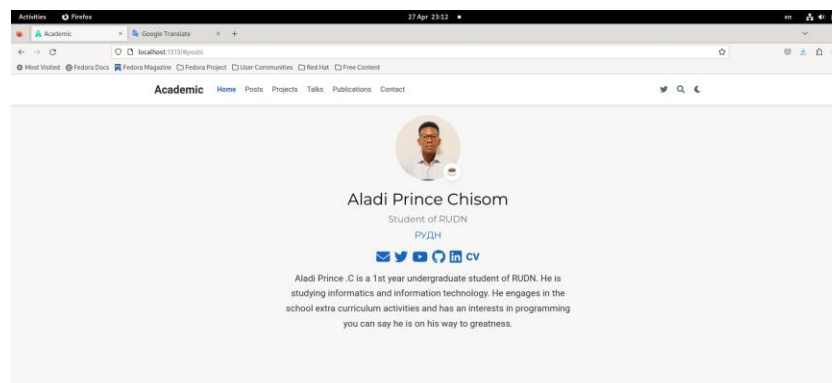 Activities Firefox 27 Apr 23:12 en
Academic Google Translate
localhost:1313/#posts
Most Visited Fedora Docs Fedora Magazine Fedora Project User Communities Red Hat Free Content
Academic Home Posts Projects Talks Publications Contact
Aladi Prince Chisom
Student of RUDN
РУДН
CV
Aladi Prince .C is a 1st year undergraduate student of RUDN. He is
studying informatics and information technology. He engages in the
school extra curriculum activities and has an interests in programming
you can say he is on his way to greatness.